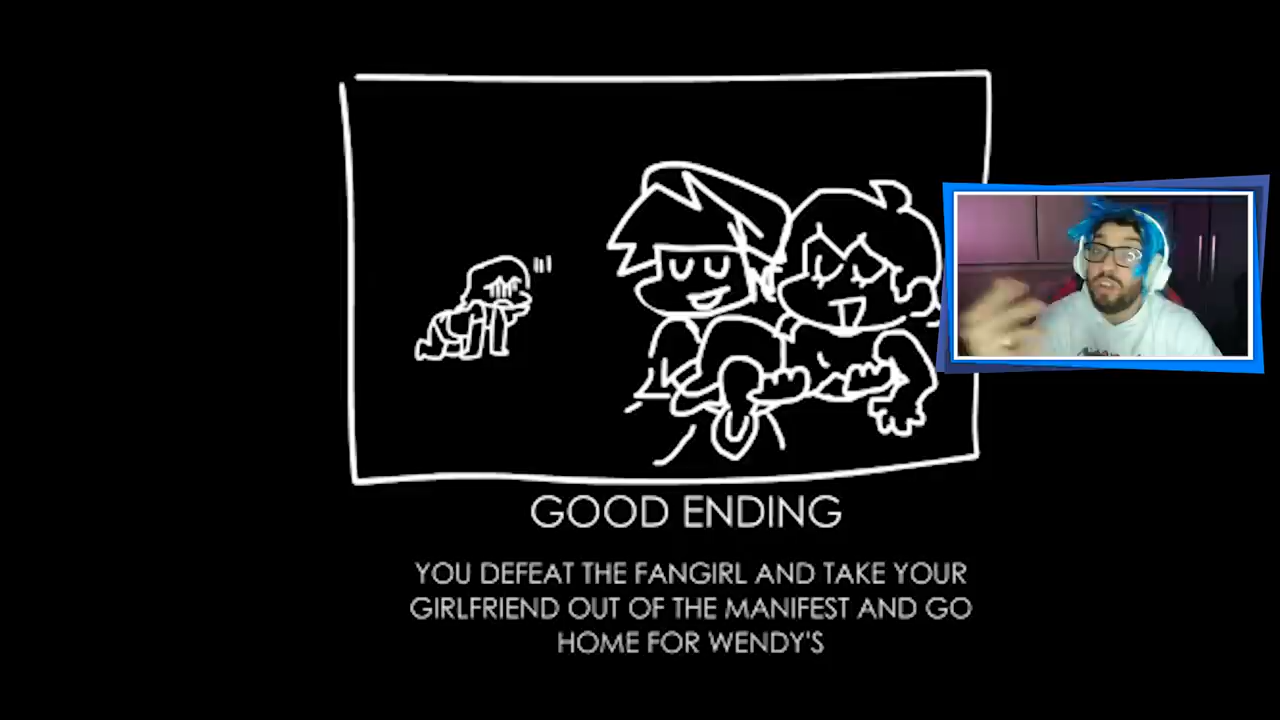 GOOD ENDING
YOU DEFEAT THE FANGIRL AND TAKE YOUR
GIRLFRIEND OUT OF THE MANIFEST AND GO
HOME FOR WENDY'S